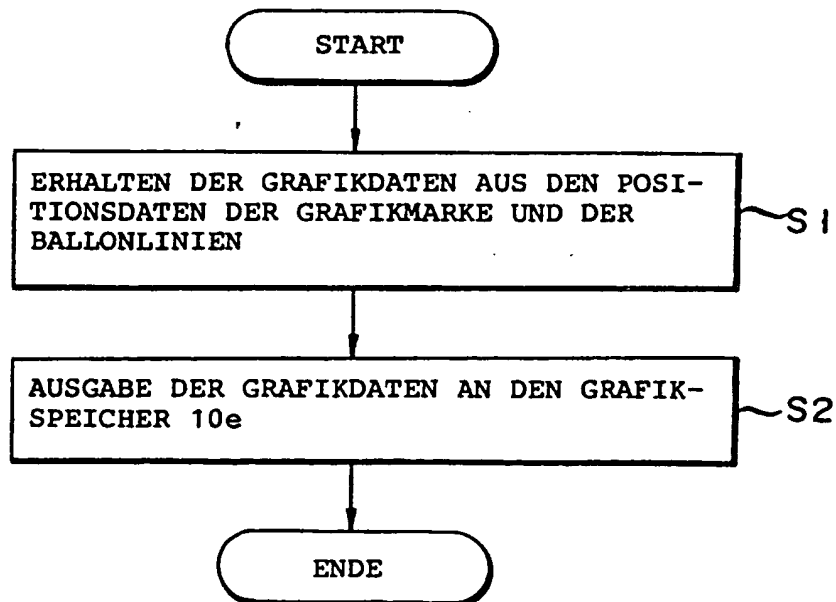 START
ERHALTEN DER GRAFIKDATEN AUS DEN POSI-
TIONSDATEN DER GRAFIKMARKE UND DER
BALLONLINIEN
S1
AUSGABE DER GRAFIKDATEN AN DEN GRAFIK-
SPEICHER 10e
S2
ENDE